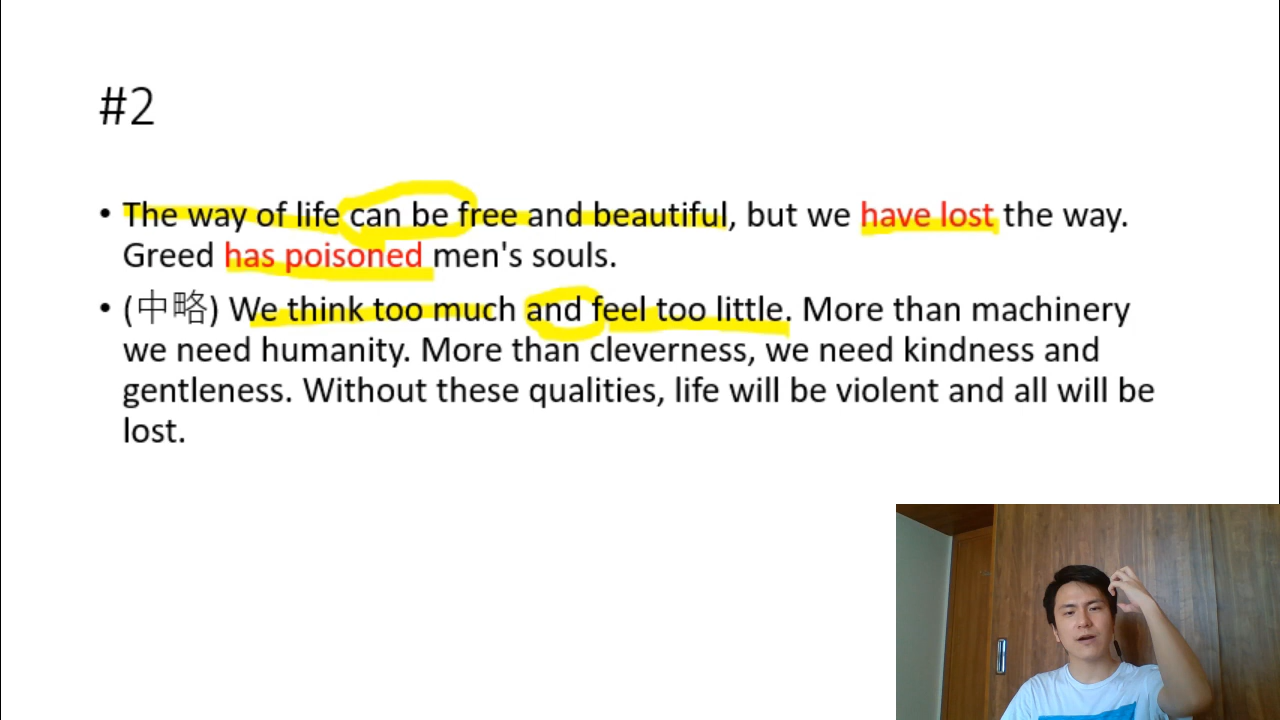 #2
• The way of life can be free and beautiful, but we have lost the way.
Greed has poisoned men's souls.
• (中略) We think too much and feel too little. More than machinery
we need humanity. More than cleverness, we need kindness and
gentleness. Without these qualities, life will be violent and all will be
lost.